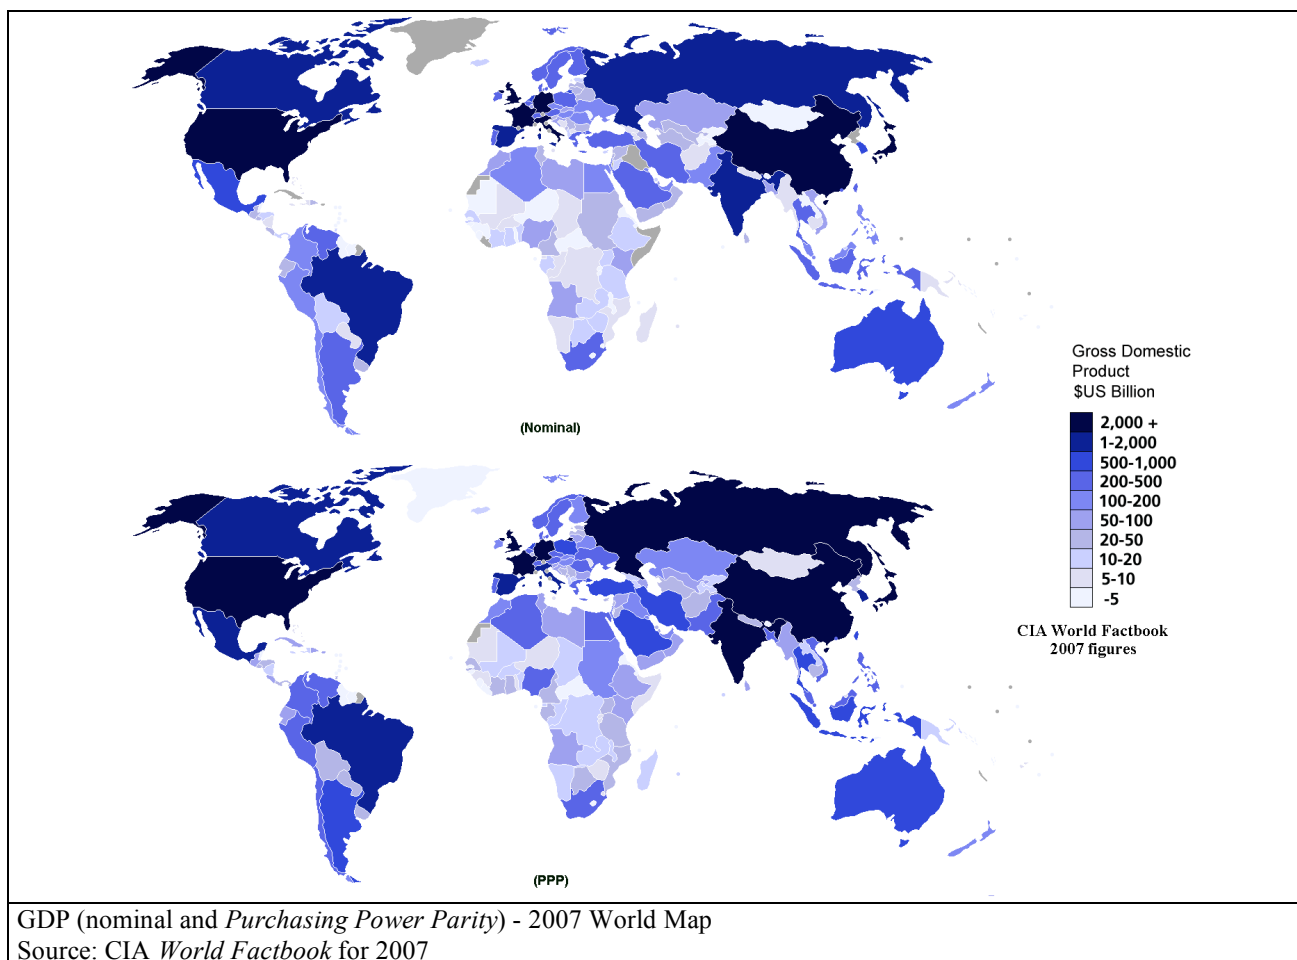 (Nominal)
Gross Domestic
Product
$US Billion
2,000 +
1-2,000
500-1,000
200-500
100-200
50-100
20-50
10-20
5-10
-5
CIA World Factbook
2007 figures
(PPP)
GDP (nominal and Purchasing Power Parity) - 2007 World Map
Source: CIA World Factbook for 2007